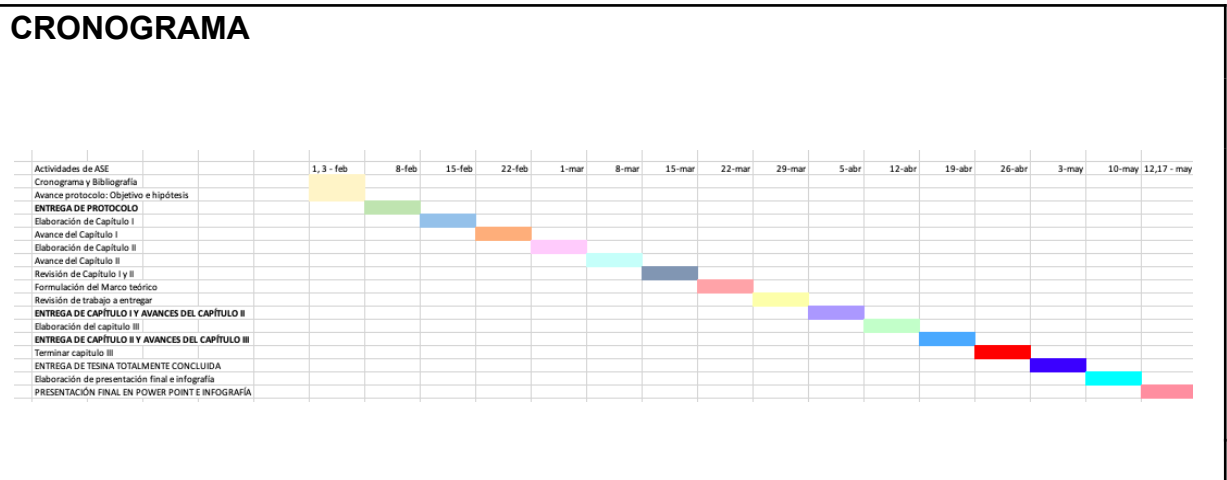 CRONOGRAMA
Actividades de ASE 1, 3 - feb 8-feb 15-feb 22-feb 1-mar 8-mar 15-mar 22-mar 29-mar 5-abr 12-abr 19-abr 26-abr 3-may 10-may 12,17 - may
Cronograma y Bibliografía
Avance protocolo: Objetivo e hipótesis
ENTREGA DE PROTOCOLO
Elaboración de Capítulo I
Avance del Capítulo I
Elaboración de Capítulo II
Avance del Capítulo II
Revisión de Capítulo I y II
Formulación del Marco teórico
Revisión de trabajo a entregar
ENTREGA DE CAPÍTULO I Y AVANCES DEL CAPÍTULO II
Elaboración del capitulo III
ENTREGA DE CAPÍTULO II Y AVANCES DEL CAPÍTULO III
Terminar capitulo III
ENTREGA DE TESINA TOTALMENTE CONCLUIDA
Elaboración de presentación final e infografía
PRESENTACIÓN FINAL EN POWER POINT E INFOGRAFÍA